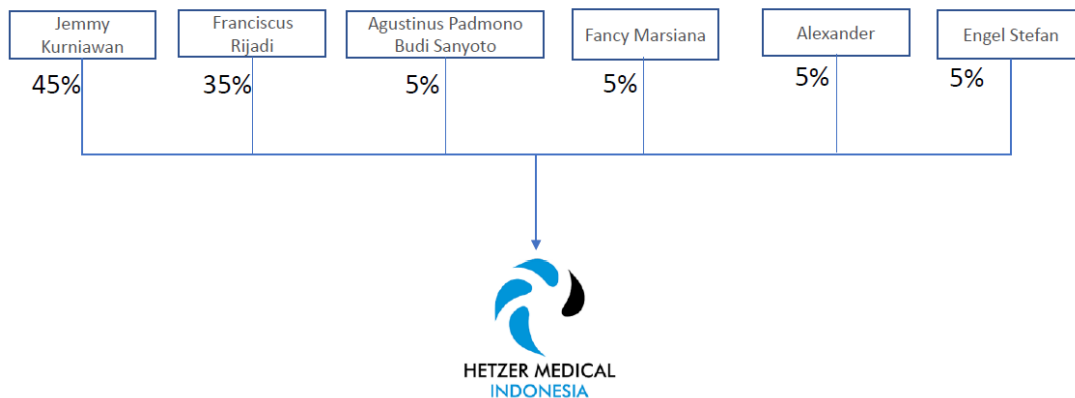 Jemmy
Kurniawan
Franciscus
Rijadi
Agustinus Padmono
Budi Sanyoto
Fancy Marsiana
Alexander
Engel Stefan
45%
35%
5%
5%
5%
5%
HETZER MEDICAL
INDONESIA